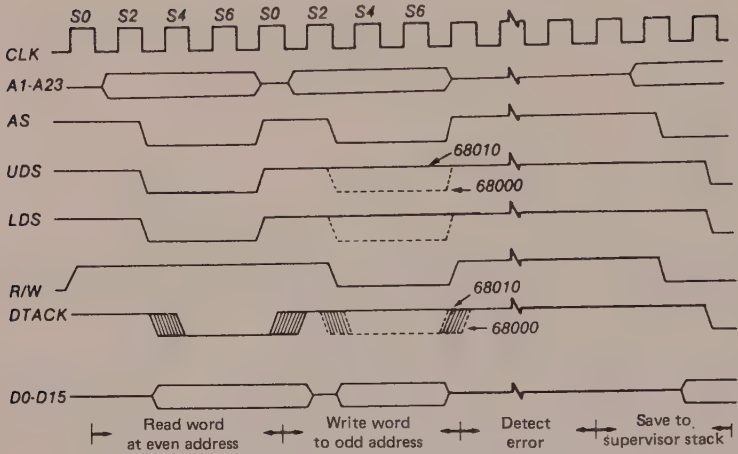 S0 S2 S4 S6 S0 S2 S4 S6
CLK
A1-A23
AS
68010
UDS
68000
LDS
R/W
68010
DTACK
68000
D0-D15
Read word
at even address
Write word
to odd address
Detect
error
Save to
supervisor stack